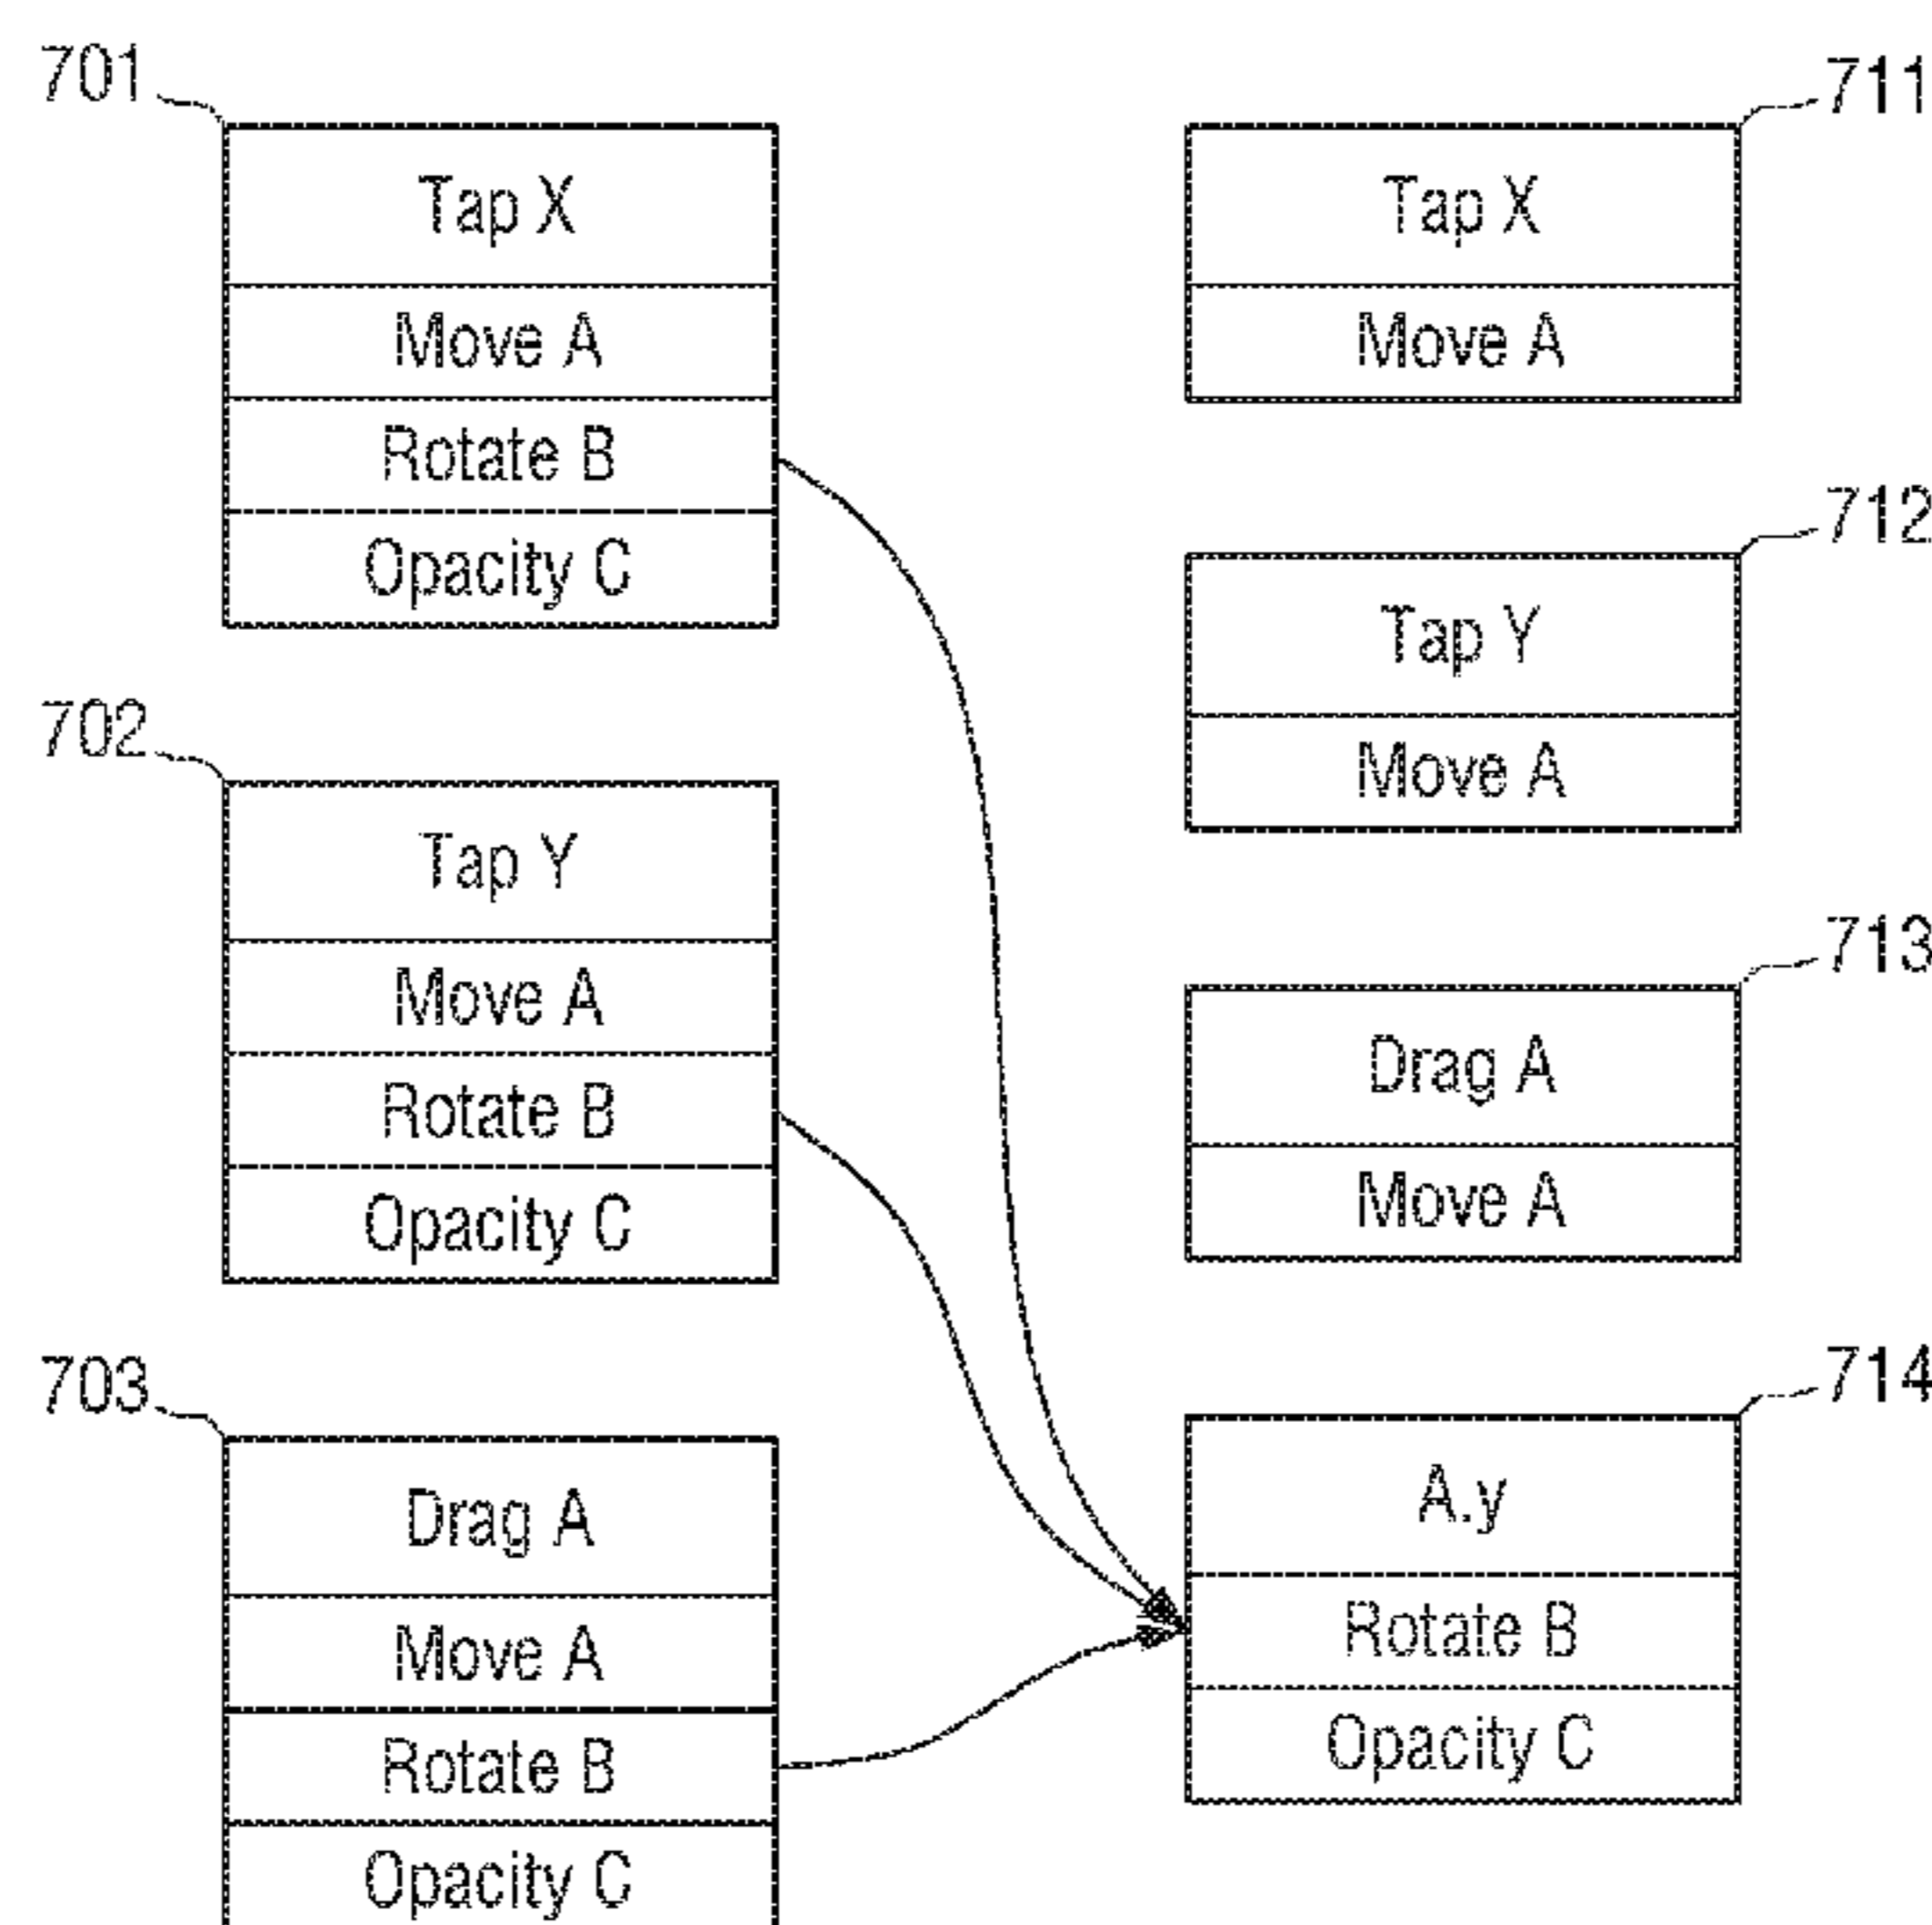 701
Tap X
Move A
Rotate B
Opacity C
702
Tap Y
Move A
Rotate B
Opacity C
703
Drag A
Move A
Rotate B
Opacity C
711
Tap X
Move A
712
Tap Y
Move A
713
Drag A
Move A
714
A.y
Rotate B
Opacity C